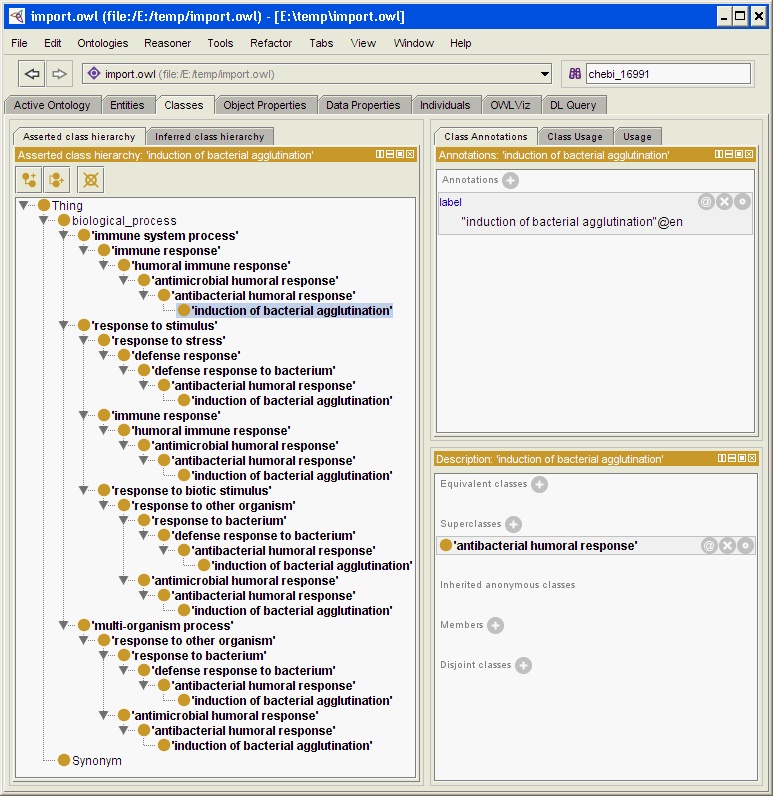 import.owl (file:/E:/temp/import.owl) - [E:\temp\import.owl]
File Edit Ontologies Reasoner Tools Refactor Tabs View Window Help
import.owl (file:/E:/temp/import.owl) chebi_16991
Active Ontology Entities Classes Object Properties Data Properties Individuals OWLViz DL Query
Asserted class hierarchy Inferred class hierarchy
Asserted class hierarchy: 'induction of bacterial agglutination'
Thing
biological_process
'immune system process'
'immune response'
'humoral immune response'
'antimicrobial humoral response'
'antibacterial humoral response'
'induction of bacterial agglutination'
'response to stimulus'
'response to stress'
'defense response'
'defense response to bacterium'
'antibacterial humoral response'
'induction of bacterial agglutination'
'immune response'
'humoral immune response'
'antimicrobial humoral response'
'antibacterial humoral response'
'induction of bacterial agglutination'
'response to biotic stimulus'
'response to other organism'
'response to bacterium'
'defense response to bacterium'
'antibacterial humoral response'
'induction of bacterial agglutination'
'antimicrobial humoral response'
'antibacterial humoral response'
'induction of bacterial agglutination'
'multi-organism process'
'response to other organism'
'response to bacterium'
'defense response to bacterium'
'antibacterial humoral response'
'induction of bacterial agglutination'
'antimicrobial humoral response'
'antibacterial humoral response'
'induction of bacterial agglutination'
Synonym
Class Annotations Class Usage Usage
Annotations: 'induction of bacterial agglutination'
Annotations
label
"induction of bacterial agglutination"@en
Description: 'induction of bacterial agglutination'
Equivalent classes
Superclasses
'antibacterial humoral response'
Inherited anonymous classes
Members
Disjoint classes